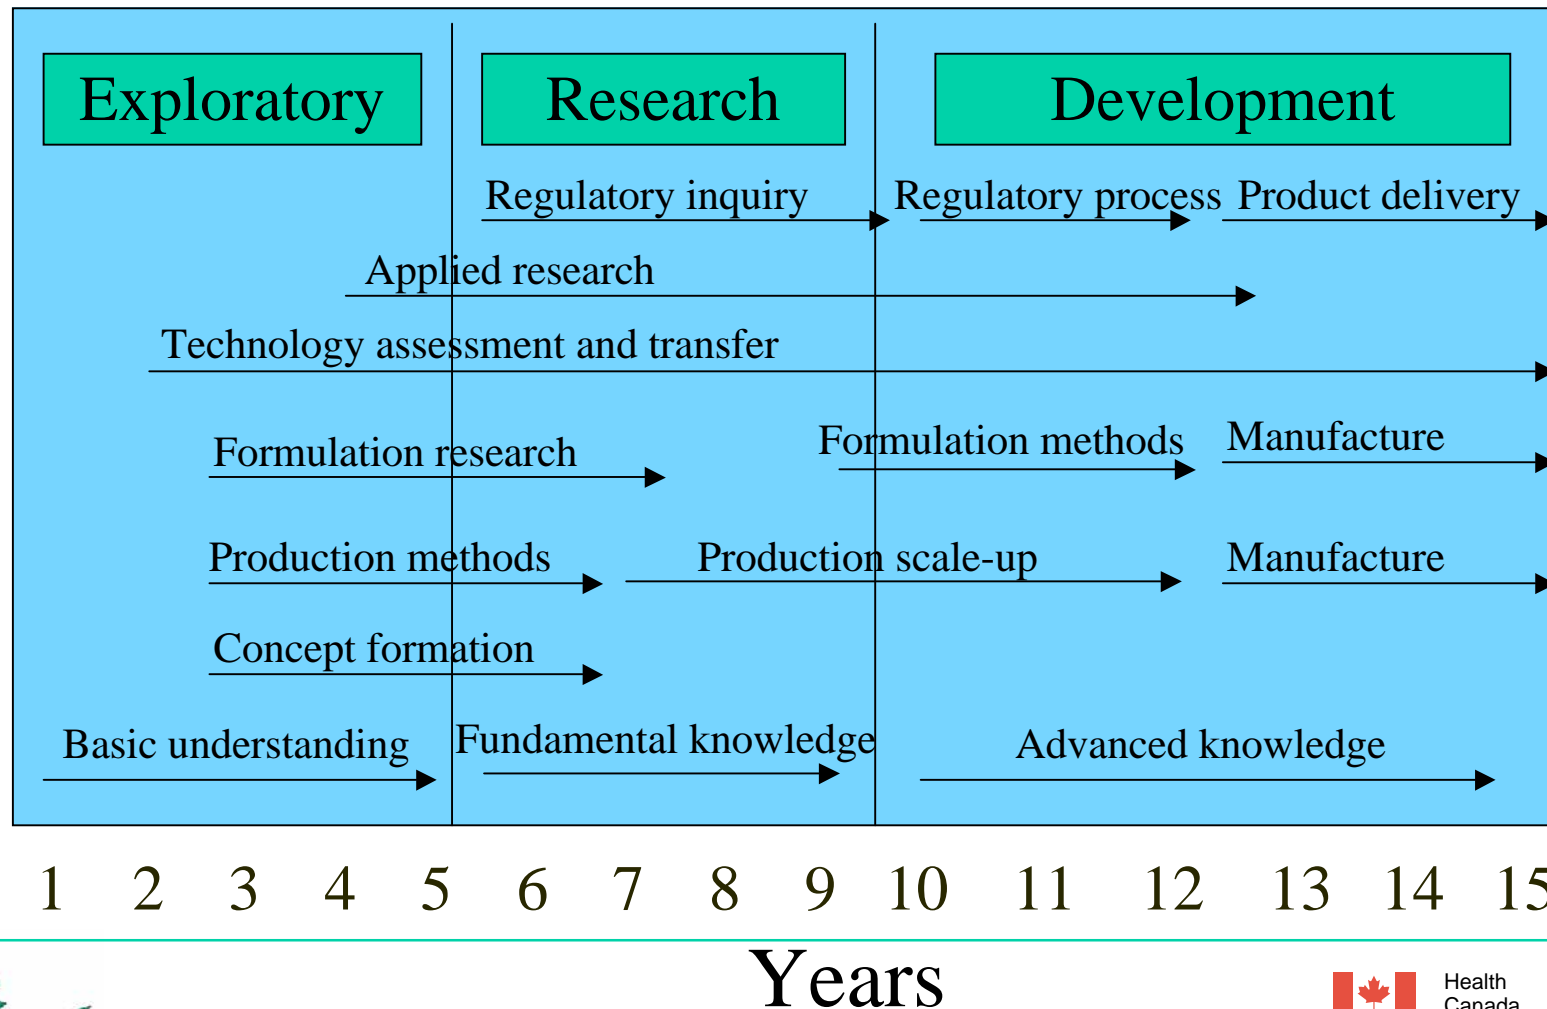 Exploratory Research Development
Regulatory inquiry Regulatory process Product delivery
Applied research
Technology assessment and transfer
Formulation research Formulation methods Manufacture
Production methods Production scale-up Manufacture
Concept formation
Basic understanding Fundamental knowledge Advanced knowledge
1 2 3 4 5 6 7 8 9 10 11 12 13 14 15
Years
Health
Canada